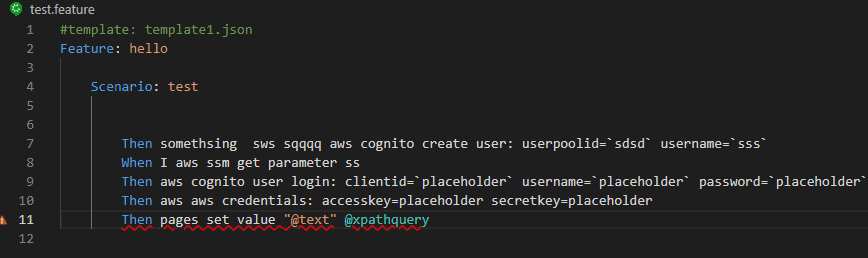 test.feature
1 #template: template1.json
2 Feature: hello
3
4 Scenario: test
5
6
7 Then somethsing  sws sqqqq aws cognito create user: userpoolid=`sdsd` username=`sss`
8 When I aws ssm get parameter ss
9 Then aws cognito user login: clientid=`placeholder` username=`placeholder` password=`placeholder`
10 Then aws aws credentials: accesskey=placeholder secretkey=placeholder
11 Then pages set value "@text" @xpathquery
12